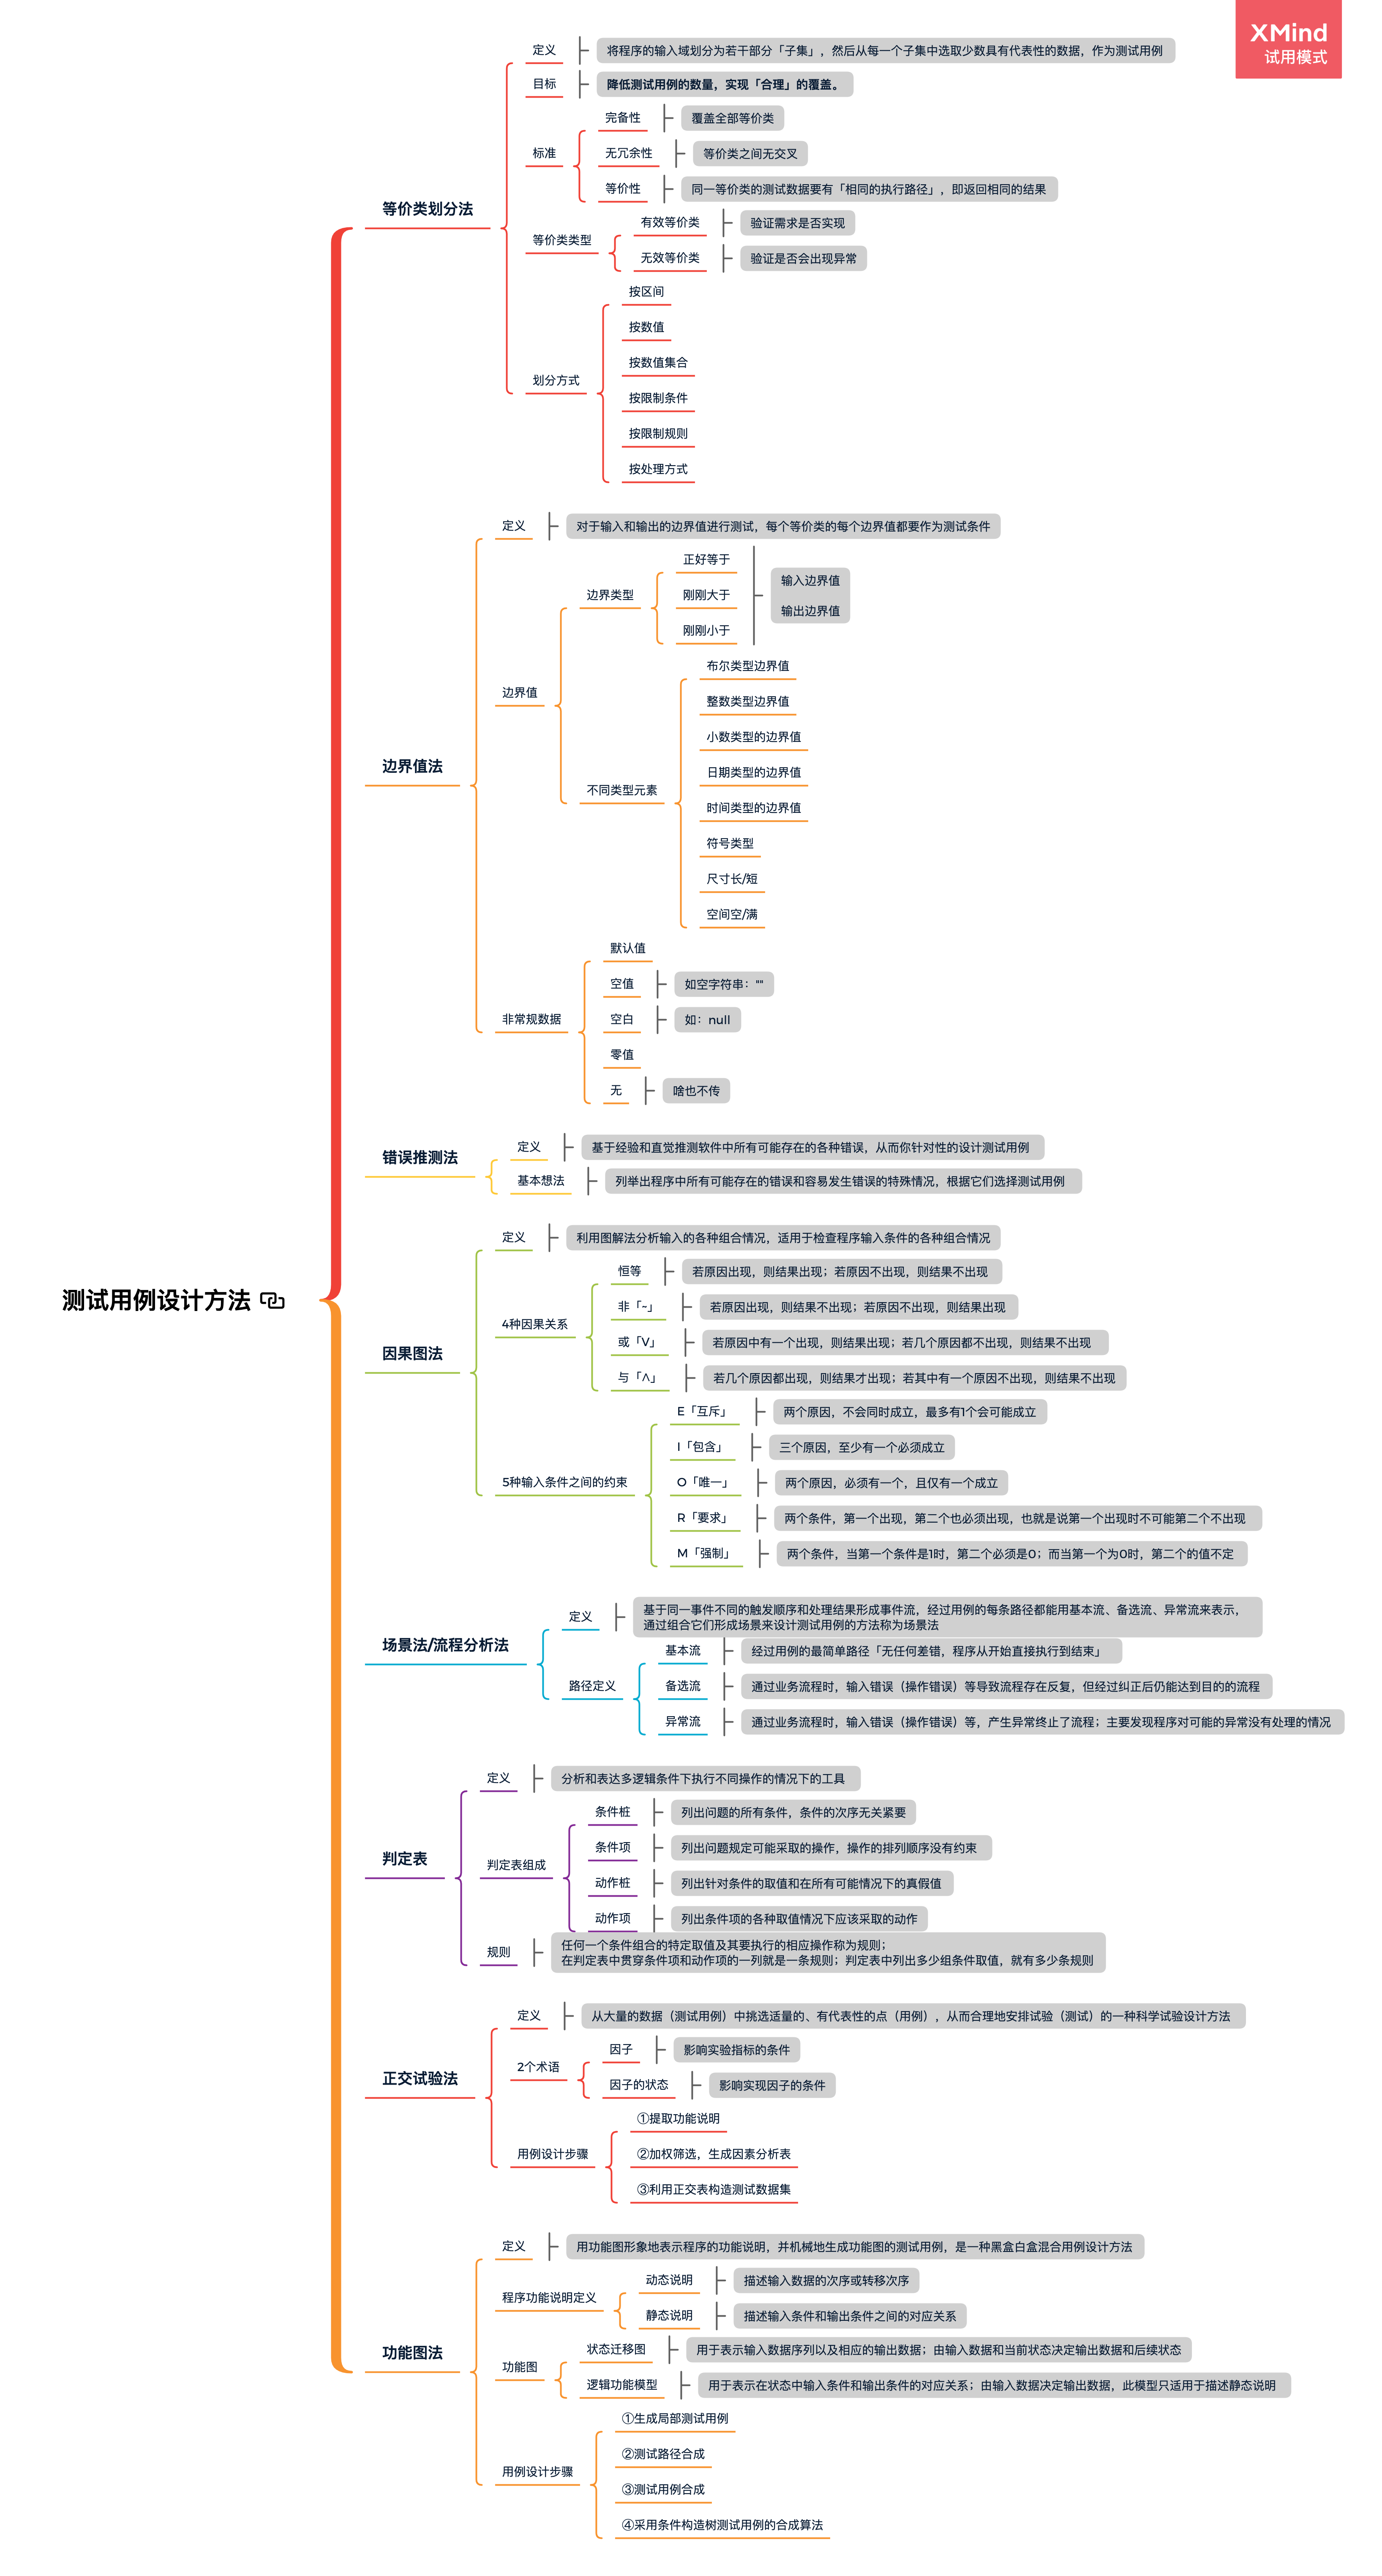 XMind
试用模式
测试用例设计方法
等价类划分法
定义
将程序的输入域划分为若干部分「子集」，然后从每一个子集中选取少数具有代表性的数据，作为测试用例
目标
降低测试用例的数量，实现「合理」的覆盖。
标准
完备性
覆盖全部等价类
无冗余性
等价类之间无交叉
等价性
同一等价类的测试数据要有「相同的执行路径」，即返回相同的结果
等价类类型
有效等价类
验证需求是否实现
无效等价类
验证是否会出现异常
划分方式
按区间
按数值
按数值集合
按限制条件
按限制规则
按处理方式
边界值法
定义
对于输入和输出的边界值进行测试，每个等价类的每个边界值都要作为测试条件
边界值
边界类型
正好等于
刚刚大于
刚刚小于
输入边界值
输出边界值
不同类型元素
布尔类型边界值
整数类型边界值
小数类型的边界值
日期类型的边界值
时间类型的边界值
符号类型
尺寸长/短
空间空/满
非常规数据
默认值
空值
如空字符串：""
空白
如：null
零值
无
啥也不传
错误推测法
定义
基于经验和直觉推测软件中所有可能存在的各种错误，从而你针对性的设计测试用例
基本想法
列举出程序中所有可能存在的错误和容易发生错误的特殊情况，根据它们选择测试用例
因果图法
定义
利用图解法分析输入的各种组合情况，适用于检查程序输入条件的各种组合情况
4种因果关系
恒等
若原因出现，则结果出现；若原因不出现，则结果不出现
非「~」
若原因出现，则结果不出现；若原因不出现，则结果出现
或「V」
若原因中有一个出现，则结果出现；若几个原因都不出现，则结果不出现
与「∧」
若几个原因都出现，则结果才出现；若其中有一个原因不出现，则结果不出现
5种输入条件之间的约束
E「互斥」
两个原因，不会同时成立，最多有1个会可能成立
I「包含」
三个原因，至少有一个必须成立
O「唯一」
两个原因，必须有一个，且仅有一个成立
R「要求」
两个条件，第一个出现，第二个也必须出现，也就是说第一个出现时不可能第二个不出现
M「强制」
两个条件，当第一个条件是1时，第二个必须是0；而当第一个为0时，第二个的值不定
场景法/流程分析法
定义
基于同一事件不同的触发顺序和处理结果形成事件流，经过用例的每条路径都能用基本流、备选流、异常流来表示，
通过组合它们形成场景来设计测试用例的方法称为场景法
路径定义
基本流
经过用例的最简单路径「无任何差错，程序从开始直接执行到结束」
备选流
通过业务流程时，输入错误（操作错误）等导致流程存在反复，但经过纠正后仍能达到目的的流程
异常流
通过业务流程时，输入错误（操作错误）等，产生异常终止了流程；主要发现程序对可能的异常没有处理的情况
判定表
定义
分析和表达多逻辑条件下执行不同操作的情况下的工具
判定表组成
条件桩
列出问题的所有条件，条件的次序无关紧要
条件项
列出问题规定可能采取的操作，操作的排列顺序没有约束
动作桩
列出针对条件的取值和在所有可能情况下的真假值
动作项
列出条件项的各种取值情况下应该采取的动作
规则
任何一个条件组合的特定取值及其要执行的相应操作称为规则；
在判定表中贯穿条件项和动作项的一列就是一条规则；判定表中列出多少组条件取值，就有多少条规则
正交试验法
定义
从大量的数据（测试用例）中挑选适量的、有代表性的点（用例），从而合理地安排试验（测试）的一种科学试验设计方法
2个术语
因子
影响实验指标的条件
因子的状态
影响实现因子的条件
用例设计步骤
①提取功能说明
②加权筛选，生成因素分析表
③利用正交表构造测试数据集
功能图法
定义
用功能图形象地表示程序的功能说明，并机械地生成功能图的测试用例，是一种黑盒白盒混合用例设计方法
程序功能说明定义
动态说明
描述输入数据的次序或转移次序
静态说明
描述输入条件和输出条件之间的对应关系
功能图
状态迁移图
用于表示输入数据序列以及相应的输出数据；由输入数据和当前状态决定输出数据和后续状态
逻辑功能模型
用于表示在状态中输入条件和输出条件的对应关系；由输入数据决定输出数据，此模型只适用于描述静态说明
用例设计步骤
①生成局部测试用例
②测试路径合成
③测试用例合成
④采用条件构造树测试用例的合成算法